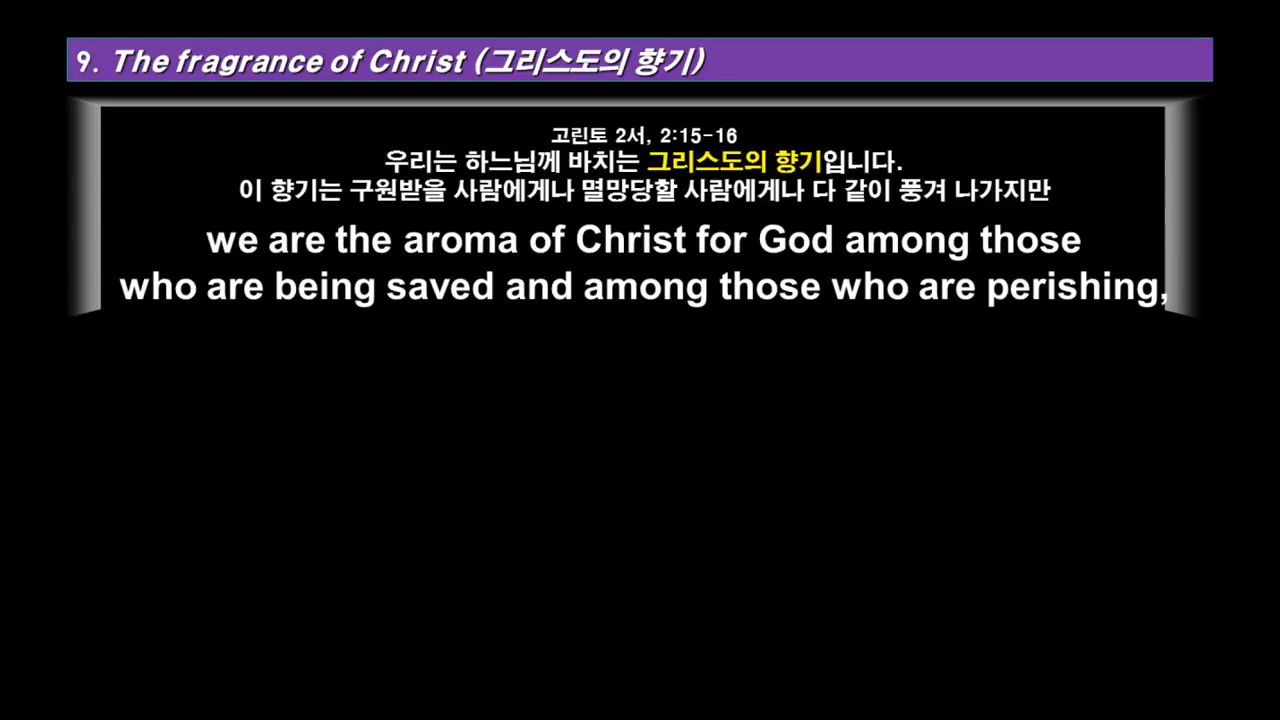 9. The fragrance of Christ (그리스도의 향기)
고린토 2서, 2:15-16
우리는 하느님께 바치는 그리스도의 향기입니다.
이 향기는 구원받을 사람에게나 멸망당할 사람에게나 다 같이 풍겨 나가지만
we are the aroma of Christ for God among those
who are being saved and among those who are perishing,